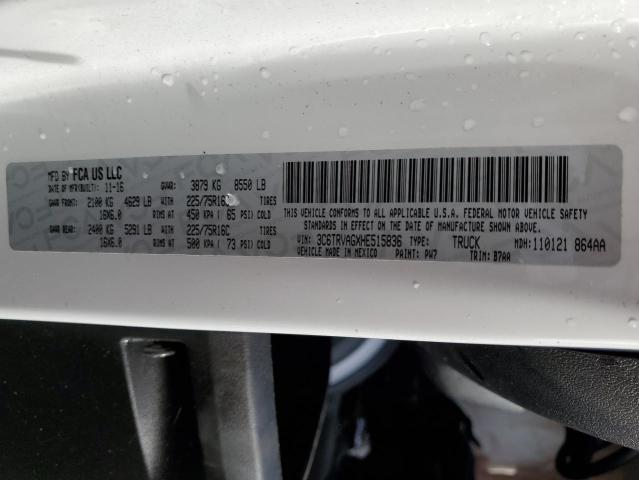 MFD BY FCA US LLC
DATE OF MFR(BUILT): 11-16 GVWR: 3879 KG 8550 LB
GAWR FRONT: 2100 KG 4629 LB WITH 225/75R16C TIRES
16X6.0 RIMS AT 450 KPA ( 65 PSI) COLD
GAWR REAR: 2400 KG 5291 LB WITH 225/75R16C TIRES
16X6.0 RIMS AT 500 KPA ( 73 PSI) COLD
THIS VEHICLE CONFORMS TO ALL APPLICABLE U.S.A. FEDERAL MOTOR VEHICLE SAFETY
STANDARDS IN EFFECT ON THE DATE OF MANUFACTURE SHOWN ABOVE.
VIN: 3C6TRVAGXHE515836 TYPE: TRUCK MDH: 110121 864AA
VEHICLE MADE IN MEXICO PAINT: PW7 TRIM: B7AA